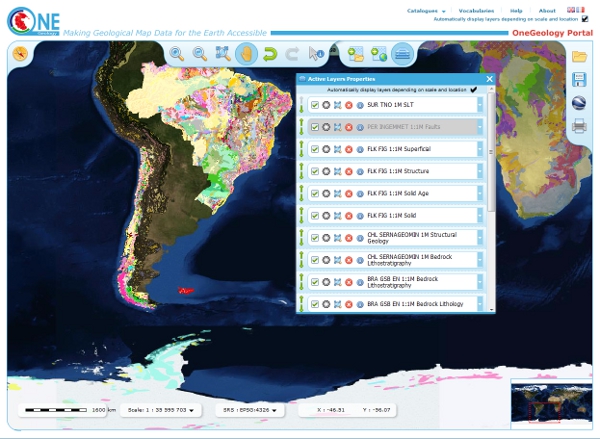 ONE
Geology
Making Geological Map Data for the Earth Accessible
Catalogues Vocabularies Help About
Automatically display layers depending on scale and location
OneGeology Portal
Active Layers Properties
Automatically display layers depending on scale and location
SUR TNO 1M SLT
PER INGEMMET 1:1M Faults
FLK FIG 1:1M Superficial
FLK FIG 1:1M Structure
FLK FIG 1:1M Solid Age
FLK FIG 1:1M Solid
CHL SERNAGEOMIN 1M Structural
Geology
CHL SERNAGEOMIN 1M Bedrock
Lithostratigraphy
BRA GSB EN 1:1M Bedrock
Lithostratigraphy
BRA GSB EN 1:1M Bedrock Lithology
1600 km
Scale: 1 : 35 595 703
SRS : EPSG:4326
X : -46.51 Y : -56.07